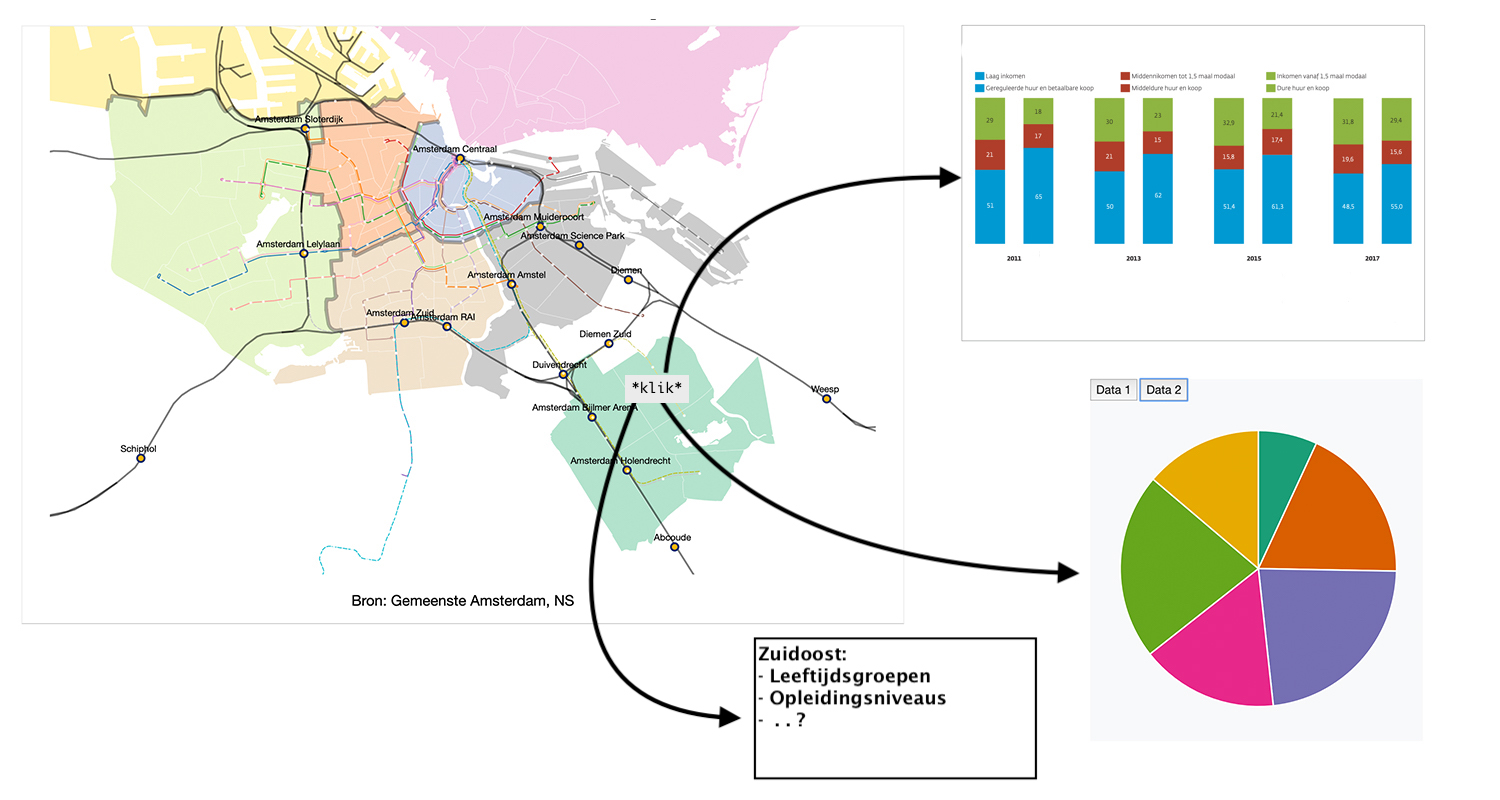 Amsterdam Sloterdijk
Amsterdam Centraal
Amsterdam Muiderpoort
Amsterdam Science Park
Amsterdam Lelylaan
Diemen
Amsterdam Amstel
Amsterdam Zuid
Amsterdam RAI
Diemen Zuid
Duivendrecht
*klik*
Weesp
Amsterdam Bijlmer ArenA
Schiphol
Amsterdam Holendrecht
Abcoude
Bron: Gemeenste Amsterdam, NS
Laag inkomen Middeninkomen tot 1,5 maal modaal Inkomen vanaf 1,5 maal modaal
Gereguleerde huur en betaalbare koop Middeldure huur en koop Dure huur en koop
29 18 30 23 32,9 21,4 31,8 29,4
21 17 21 15 15,8 17,4 19,6 15,6
51 65 50 62 51,4 61,3 48,5 55,0
2011 2013 2015 2017
Data 1 Data 2
Zuidoost:
- Leeftijdsgroepen
- Opleidingsniveaus
- ..?